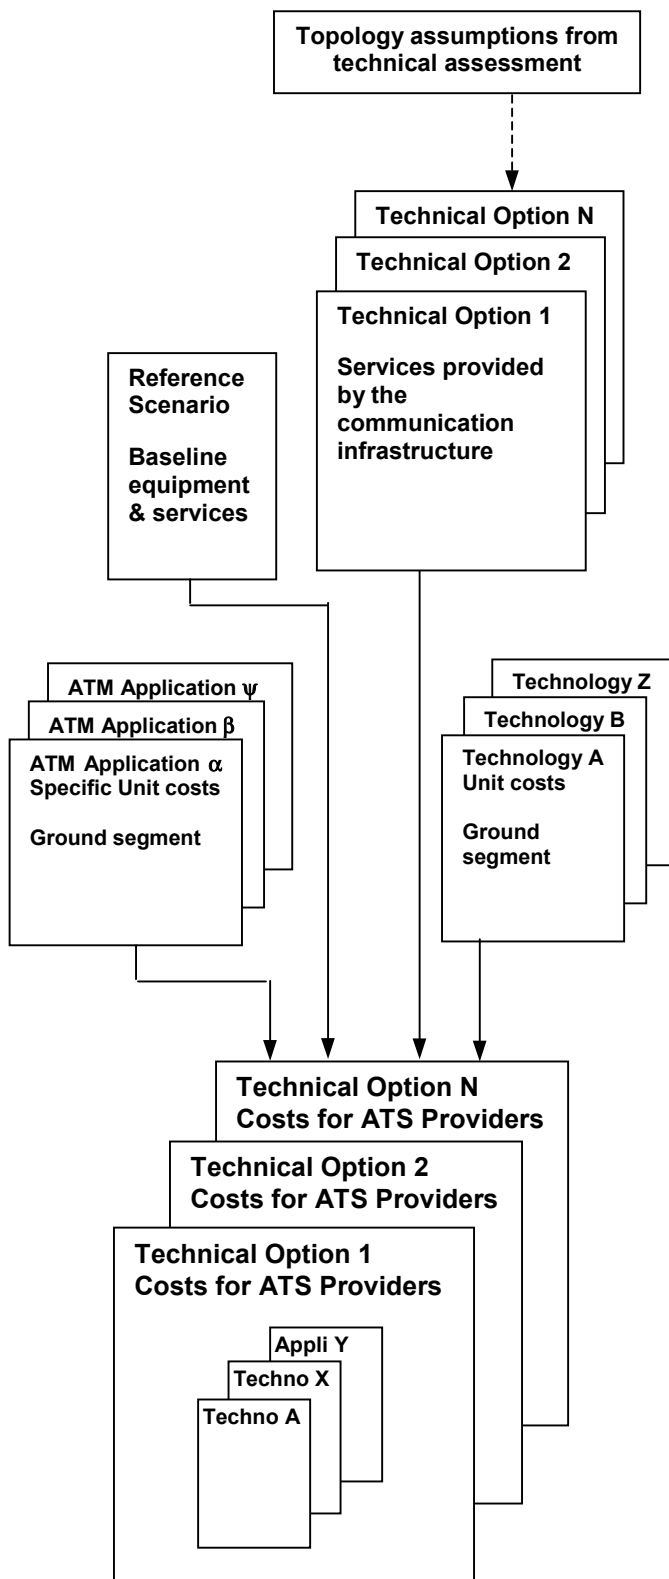 Topology assumptions from
technical assessment
Technical Option N
Technical Option 2
Technical Option 1
Services provided
by the
communication
infrastructure
Reference
Scenario
Baseline
equipment
& services
ATM Application ψ
ATM Application β
ATM Application α
Specific Unit costs
Ground segment
Technology Z
Technology B
Technology A
Unit costs
Ground
segment
Technical Option N
Costs for ATS Providers
Technical Option 2
Costs for ATS Providers
Technical Option 1
Costs for ATS Providers
Appli Y
Techno X
Techno A